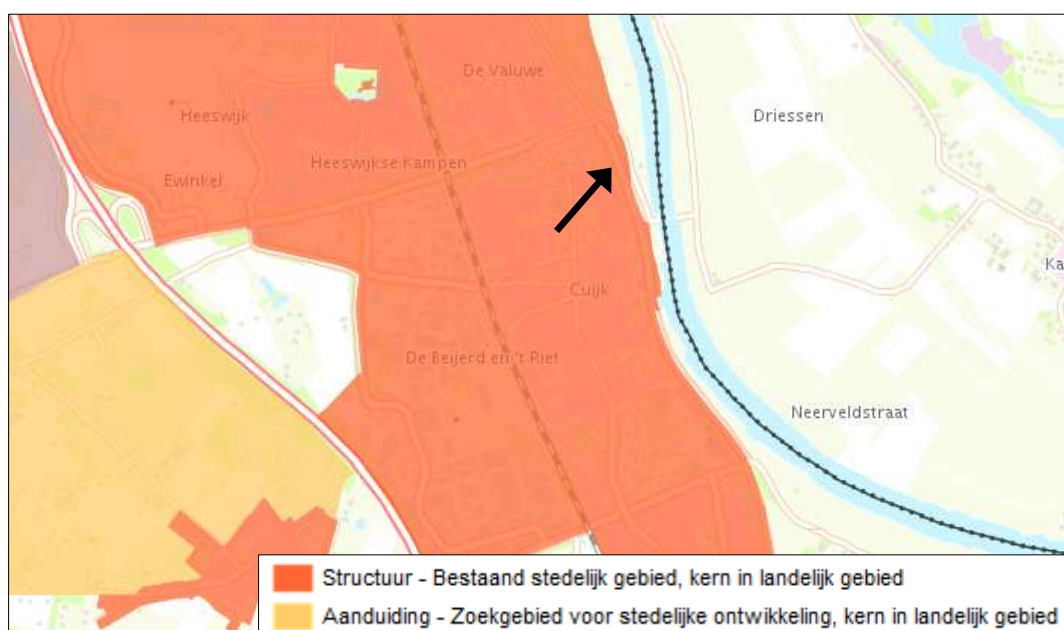 De Valuwe
Heeswijk
Driessen
Heeswijkse Kampen
Ewinkel
Ka
Cuijk
De Beijerd en 't Riet
Neerveldstraat
Structuur - Bestaand stedelijk gebied, kern in landelijk gebied
Aanduiding - Zoekgebied voor stedelijke ontwikkeling, kern in landelijk gebied